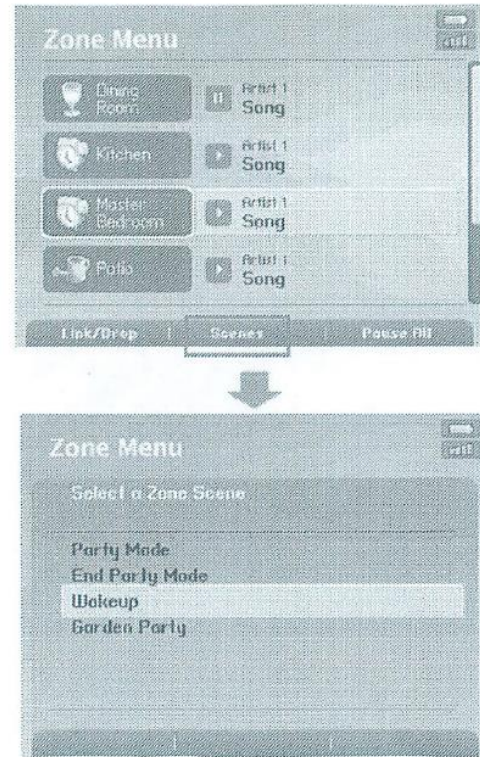 Zone Menu
Dining
Room
Artist 1
Song
Kitchen
Artist 1
Song
Master
Bedroom
Artist 1
Song
Patio
Artist 1
Song
Link/Drop
Scenes
Pause All
Zone Menu
Select a Zone Scene
Party Mode
End Party Mode
Wakeup
Garden Party